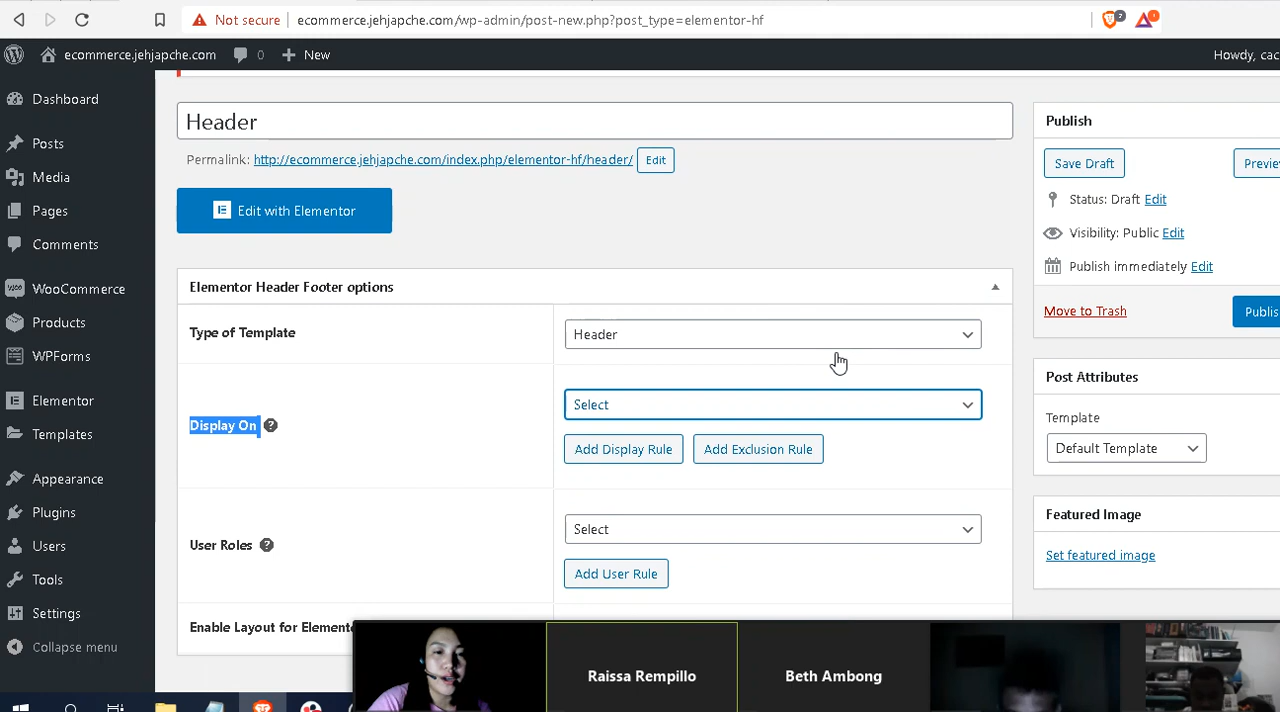 Not secure
ecommerce.jehjapche.com/wp-admin/post-new.php?post_type=elementor-hf
2
1
ecommerce.jehjapche.com
0
New
Howdy, cac
Dashboard
Posts
Media
Pages
Comments
WooCommerce
Products
WPForms
Elementor
Templates
Appearance
Plugins
Users
Tools
Settings
Collapse menu
Header
Permalink: http://ecommerce.jehjapche.com/index.php/elementor-hf/header/
Edit
Edit with Elementor
Elementor Header Footer options
Type of Template
Header
Display On
Select
Add Display Rule
Add Exclusion Rule
User Roles
Select
Add User Rule
Enable Layout for Elemento
Publish
Save Draft
Previe
Status: Draft Edit
Visibility: Public Edit
Publish immediately Edit
Move to Trash
Publis
Post Attributes
Template
Default Template
Featured Image
Set featured image
Raissa Rempillo
Beth Ambong